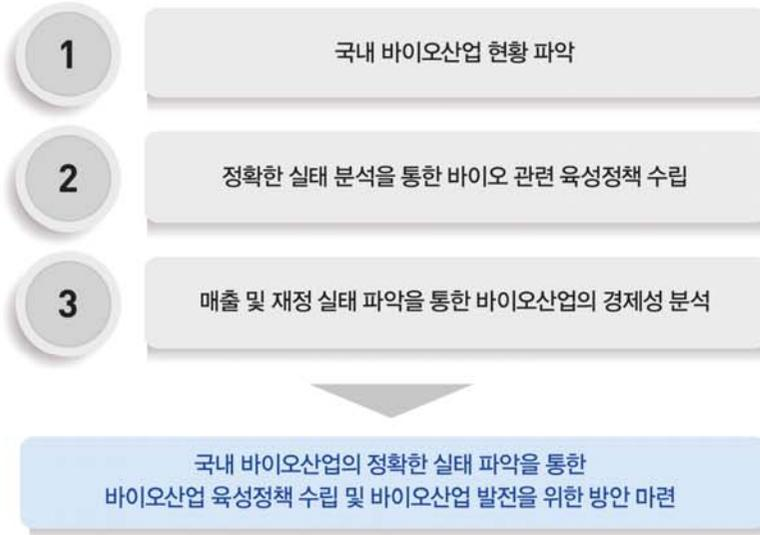 1
국내 바이오산업 현황 파악
2
정확한 실태 분석을 통한 바이오 관련 육성정책 수립
3
매출 및 재정 실태 파악을 통한 바이오산업의 경제성 분석
국내 바이오산업의 정확한 실태 파악을 통한
바이오산업 육성정책 수립 및 바이오산업 발전을 위한 방안 마련